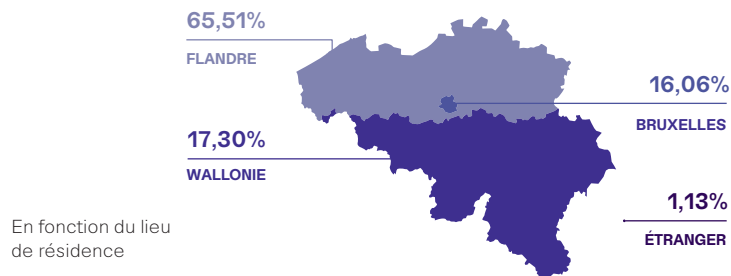 65,51%
FLANDRE
16,06%
BRUXELLES
17,30%
WALLONIE
1,13%
ÉTRANGER
En fonction du lieu
de résidence